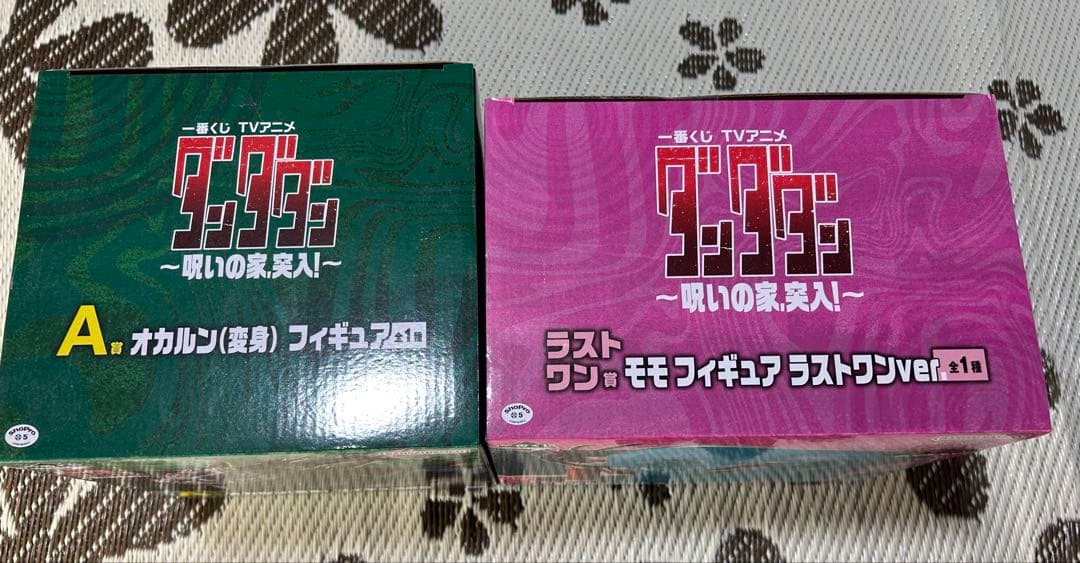 一番くじ TVアニメ
ダンダダン
～呪いの家,突入!～
A賞 オカルン(変身) フィギュア 全1種
ShoPro
5
一番くじ TVアニメ
ダンダダン
～呪いの家,突入!～
ラスト
ワン賞 モモ フィギュア ラストワンver. 全1種
ShoPro
5